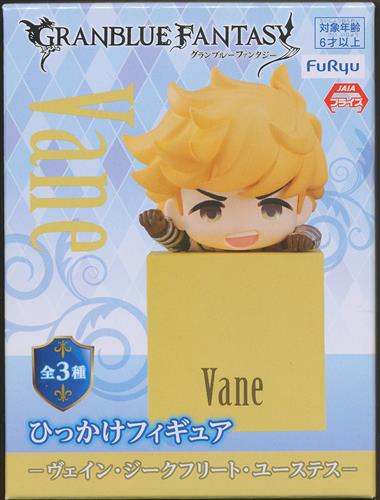 GRANBLUE FANTASY
グランブルーファンタジー
対象年齢
6才以上
FuRyu
JAIA
プライズ
Vane
Vane
全3種
ひっかけフィギュア
－ヴェイン・ジークフリート・ユーステス－